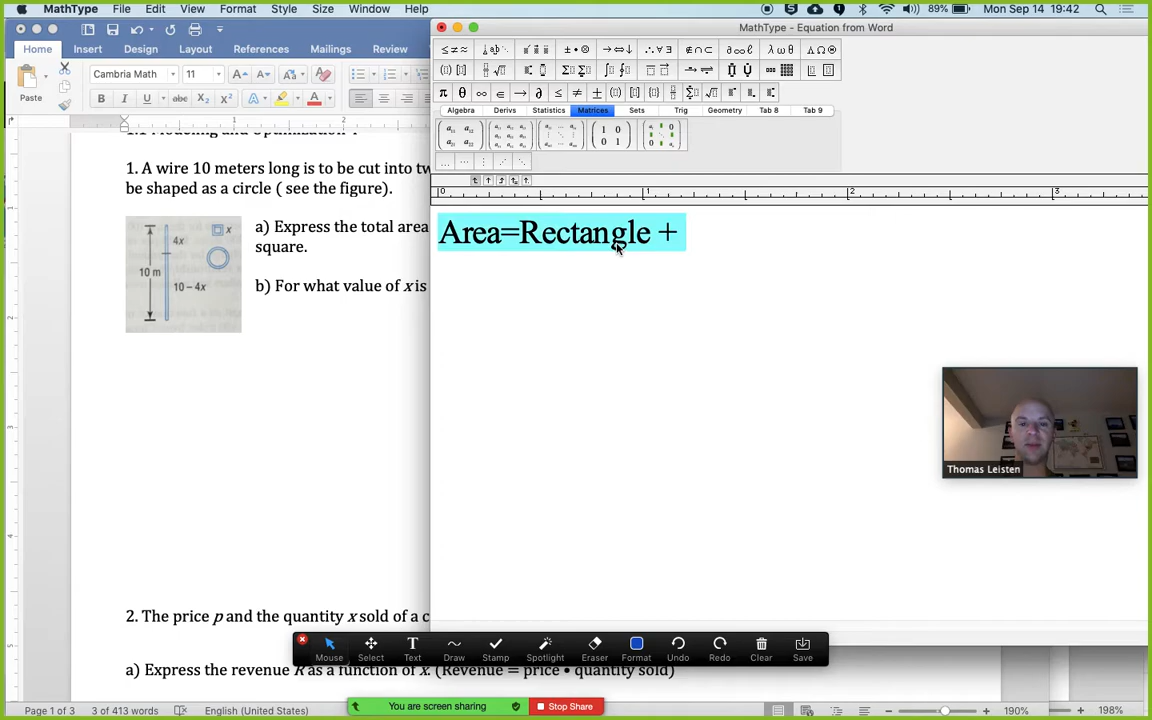 MathType File Edit View Format Style Size Window Help 89% Mon Sep 14 19:42
MathType - Equation from Word
Home Insert Design Layout References Mailings Review
Paste Cambria Math 11
Algebra Derivs Statistics Matrices Sets Trig Geometry Tab 8 Tab 9
0 1 2 3
1. A wire 10 meters long is to be cut into tw
be shaped as a circle ( see the figure).
a) Express the total area
square.
b) For what value of x is
x
4x
10 m
10 – 4x
Area=Rectangle +
Thomas Leisten
2. The price p and the quantity x sold of a c
a) Express the revenue R as a function of x. (Revenue = price • quantity sold)
Mouse Select Text Draw Stamp Spotlight Eraser Format Undo Redo Clear Save
You are screen sharing Stop Share
Page 1 of 3 3 of 413 words English (United States) 190% 198%